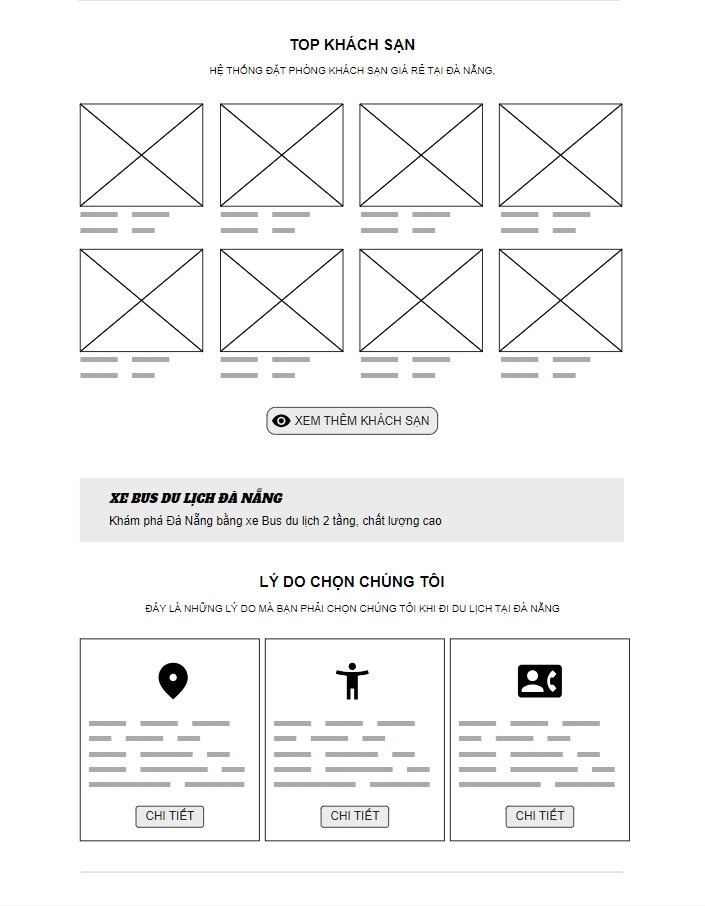 TOP KHÁCH SẠN
HỆ THỐNG ĐẶT PHÒNG KHÁCH SẠN GIÁ RẺ TẠI ĐÀ NẴNG,
XEM THÊM KHÁCH SẠN
XE BUS DU LỊCH ĐÀ NẴNG
Khám phá Đà Nẵng bằng xe Bus du lịch 2 tầng, chất lượng cao
LÝ DO CHỌN CHÚNG TÔI
ĐÂY LÀ NHỮNG LÝ DO MÀ BẠN PHẢI CHỌN CHÚNG TÔI KHI ĐI DU LỊCH TẠI ĐÀ NẴNG
CHI TIẾT
CHI TIẾT
CHI TIẾT